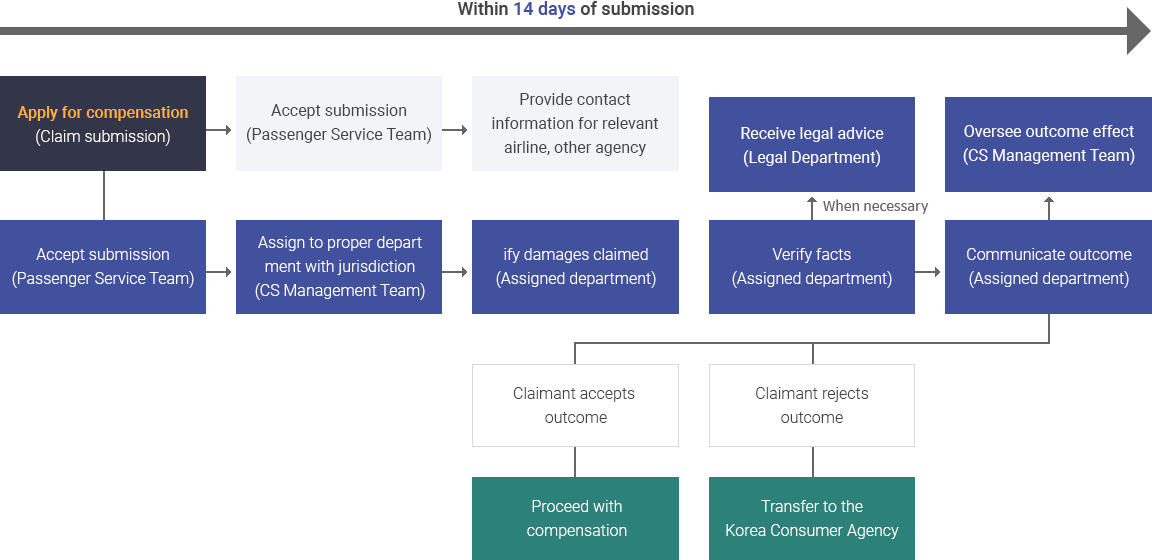 Within 14 days of submission
Apply for compensation
(Claim submission)
Accept submission
(Passenger Service Team)
Provide contact
information for relevant
airline, other agency
Receive legal advice
(Legal Department)
Oversee outcome effect
(CS Management Team)
When necessary
Accept submission
(Passenger Service Team)
Assign to proper depart
ment with jurisdiction
(CS Management Team)
ify damages claimed
(Assigned department)
Verify facts
(Assigned department)
Communicate outcome
(Assigned department)
Claimant accepts
outcome
Claimant rejects
outcome
Proceed with
compensation
Transfer to the
Korea Consumer Agency